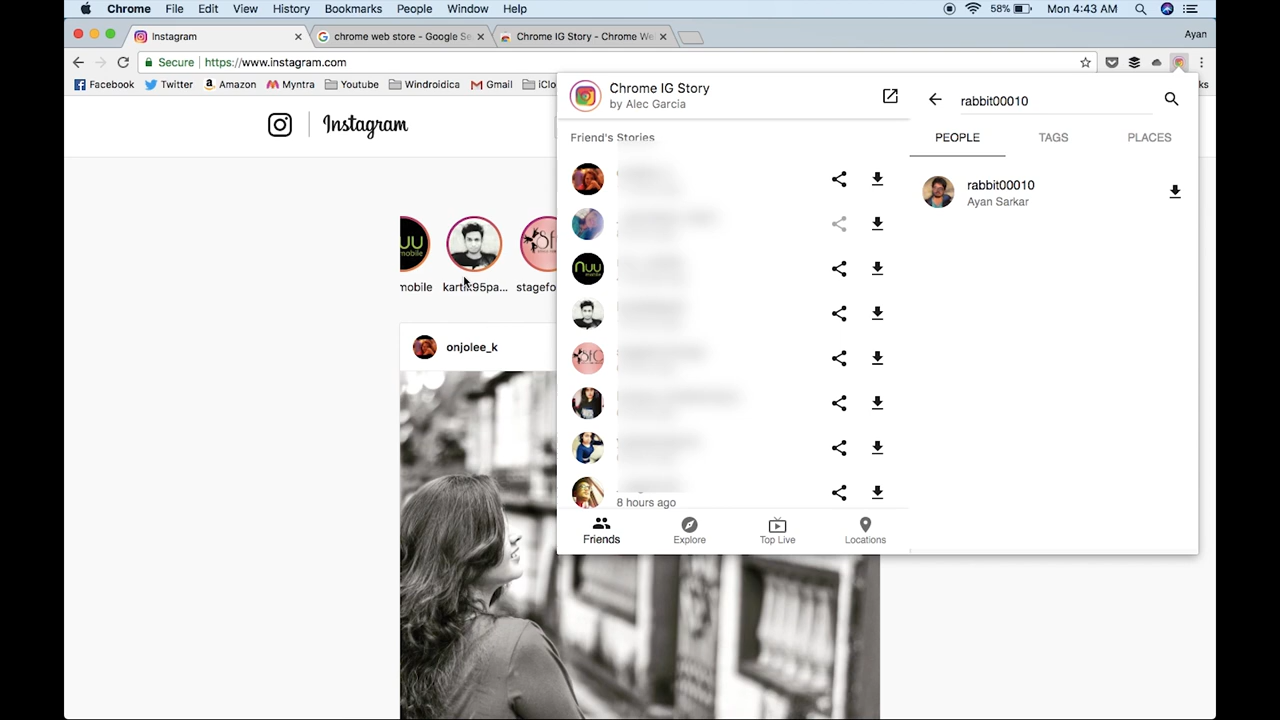 Chrome File Edit View History Bookmarks People Window Help 58% Mon 4:43 AM
Instagram chrome web store - Google Se Chrome IG Story - Chrome We Ayan
Secure https://www.instagram.com
Facebook Twitter Amazon Myntra Youtube Windroidica Gmail iClo ks
Instagram
mobile kartik95pa... stagefo
onjolee_k
Chrome IG Story
by Alec Garcia
Friend's Stories
8 hours ago
Friends Explore Top Live Locations
rabbit00010
PEOPLE TAGS PLACES
rabbit00010
Ayan Sarkar